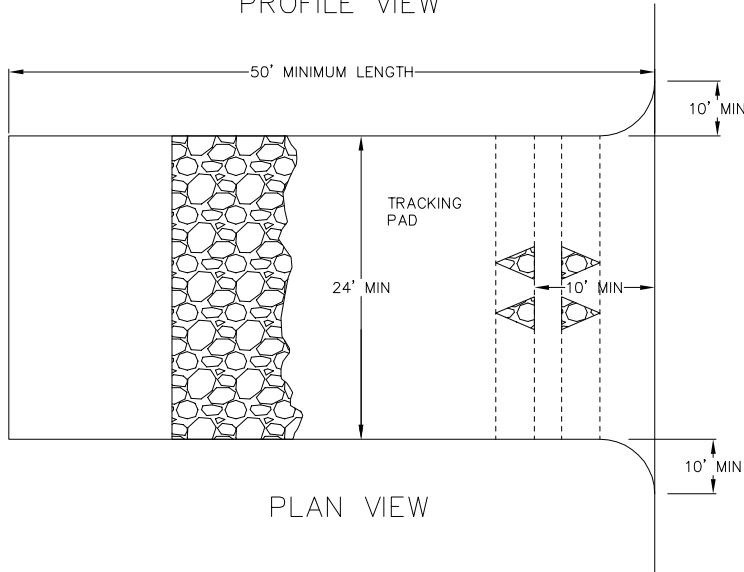 PROFILE VIEW
50' MINIMUM LENGTH
10' MIN
TRACKING
PAD
24' MIN
10' MIN
10' MIN
PLAN VIEW